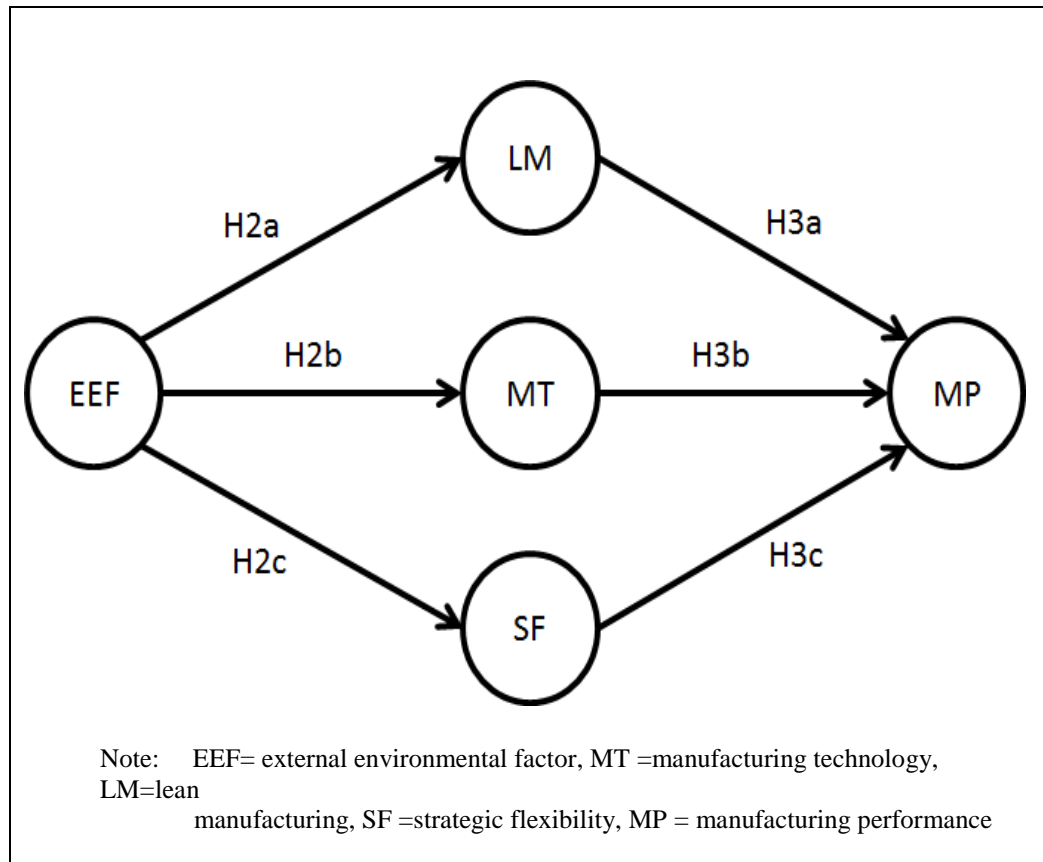 LM
H2a
H3a
H2b
H3b
EEF
MT
MP
H2c
H3c
SF
Note: EEF= external environmental factor, MT =manufacturing technology,
LM=lean
manufacturing, SF =strategic flexibility, MP = manufacturing performance